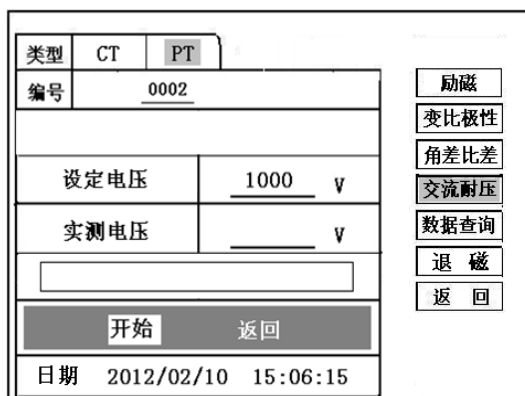 类型 CT PT
编号 0002
设定电压 1000 V
实测电压 V
开始 返回
日期 2012/02/10 15:06:15
励磁
变比极性
角差比差
交流耐压
数据查询
退 磁
返 回